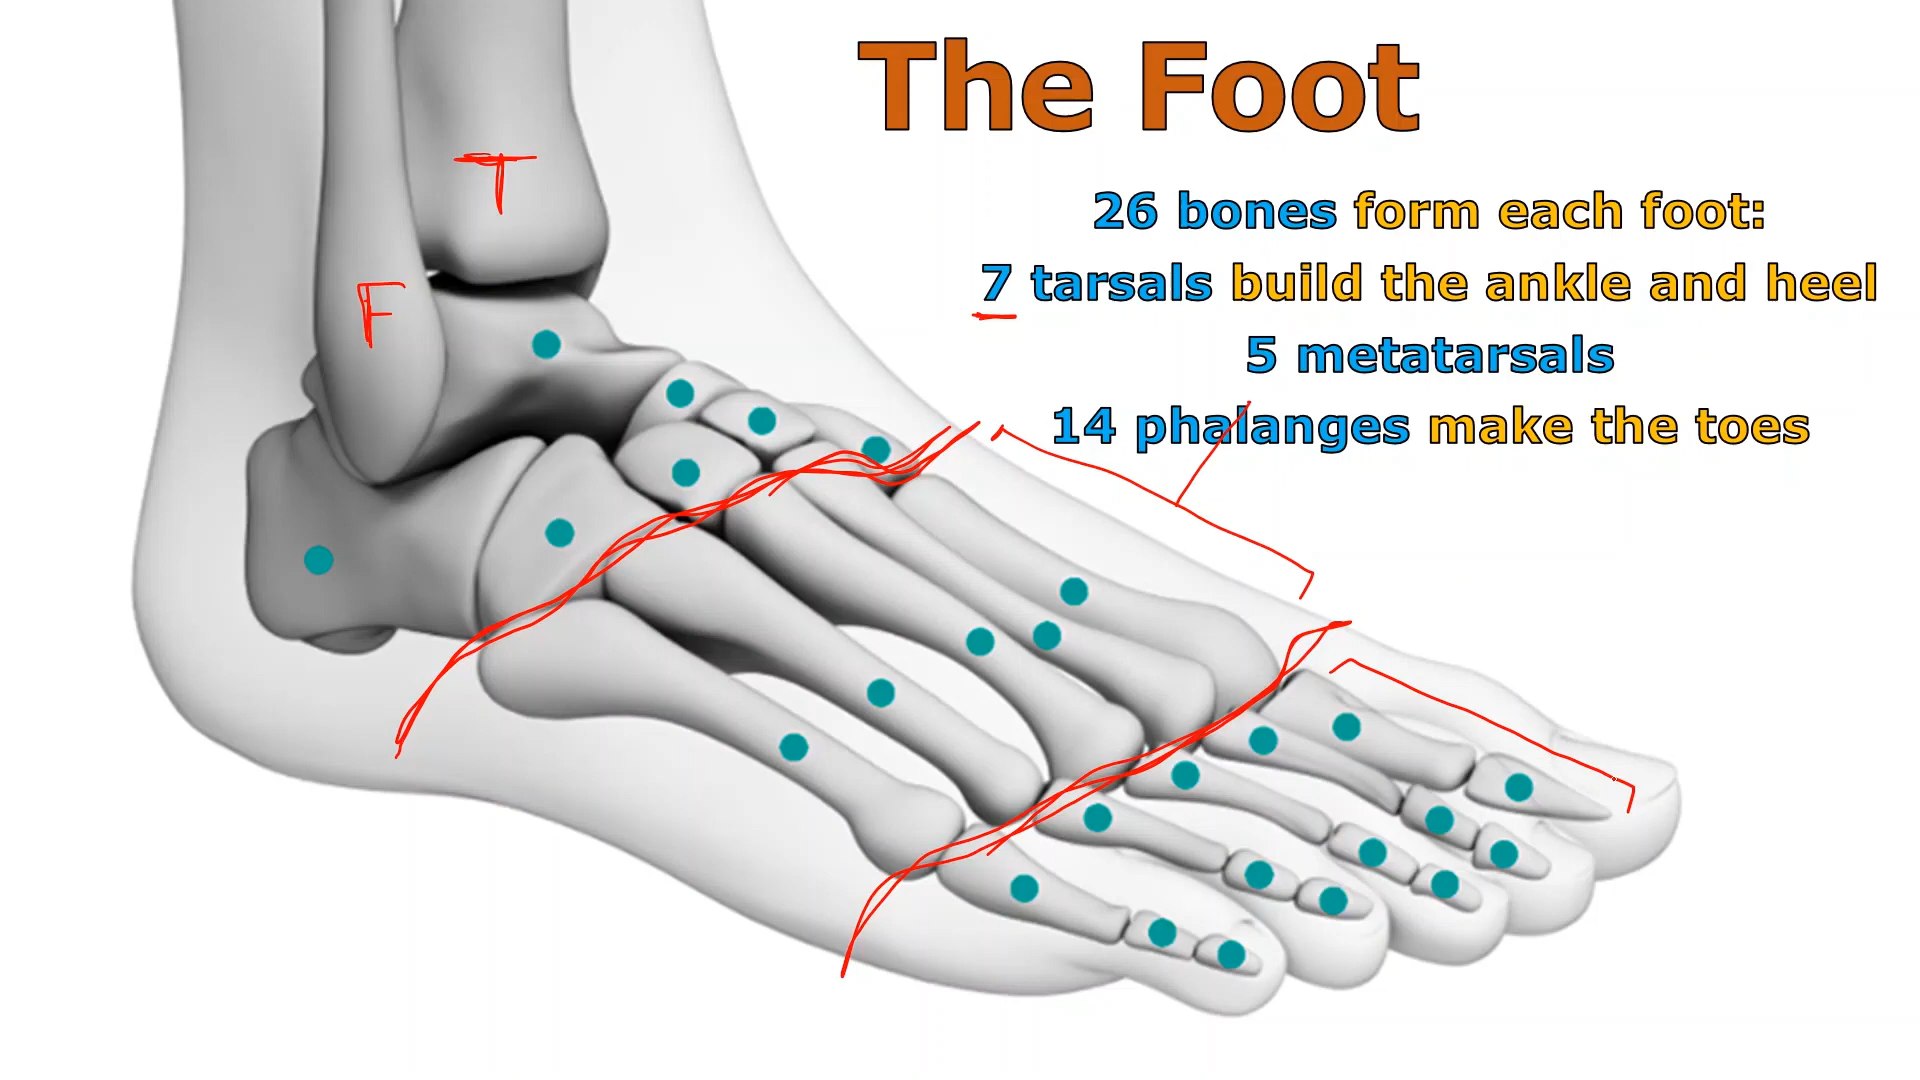 The Foot
26 bones form each foot:
7 tarsals build the ankle and heel
5 metatarsals
14 phalanges make the toes
T
F